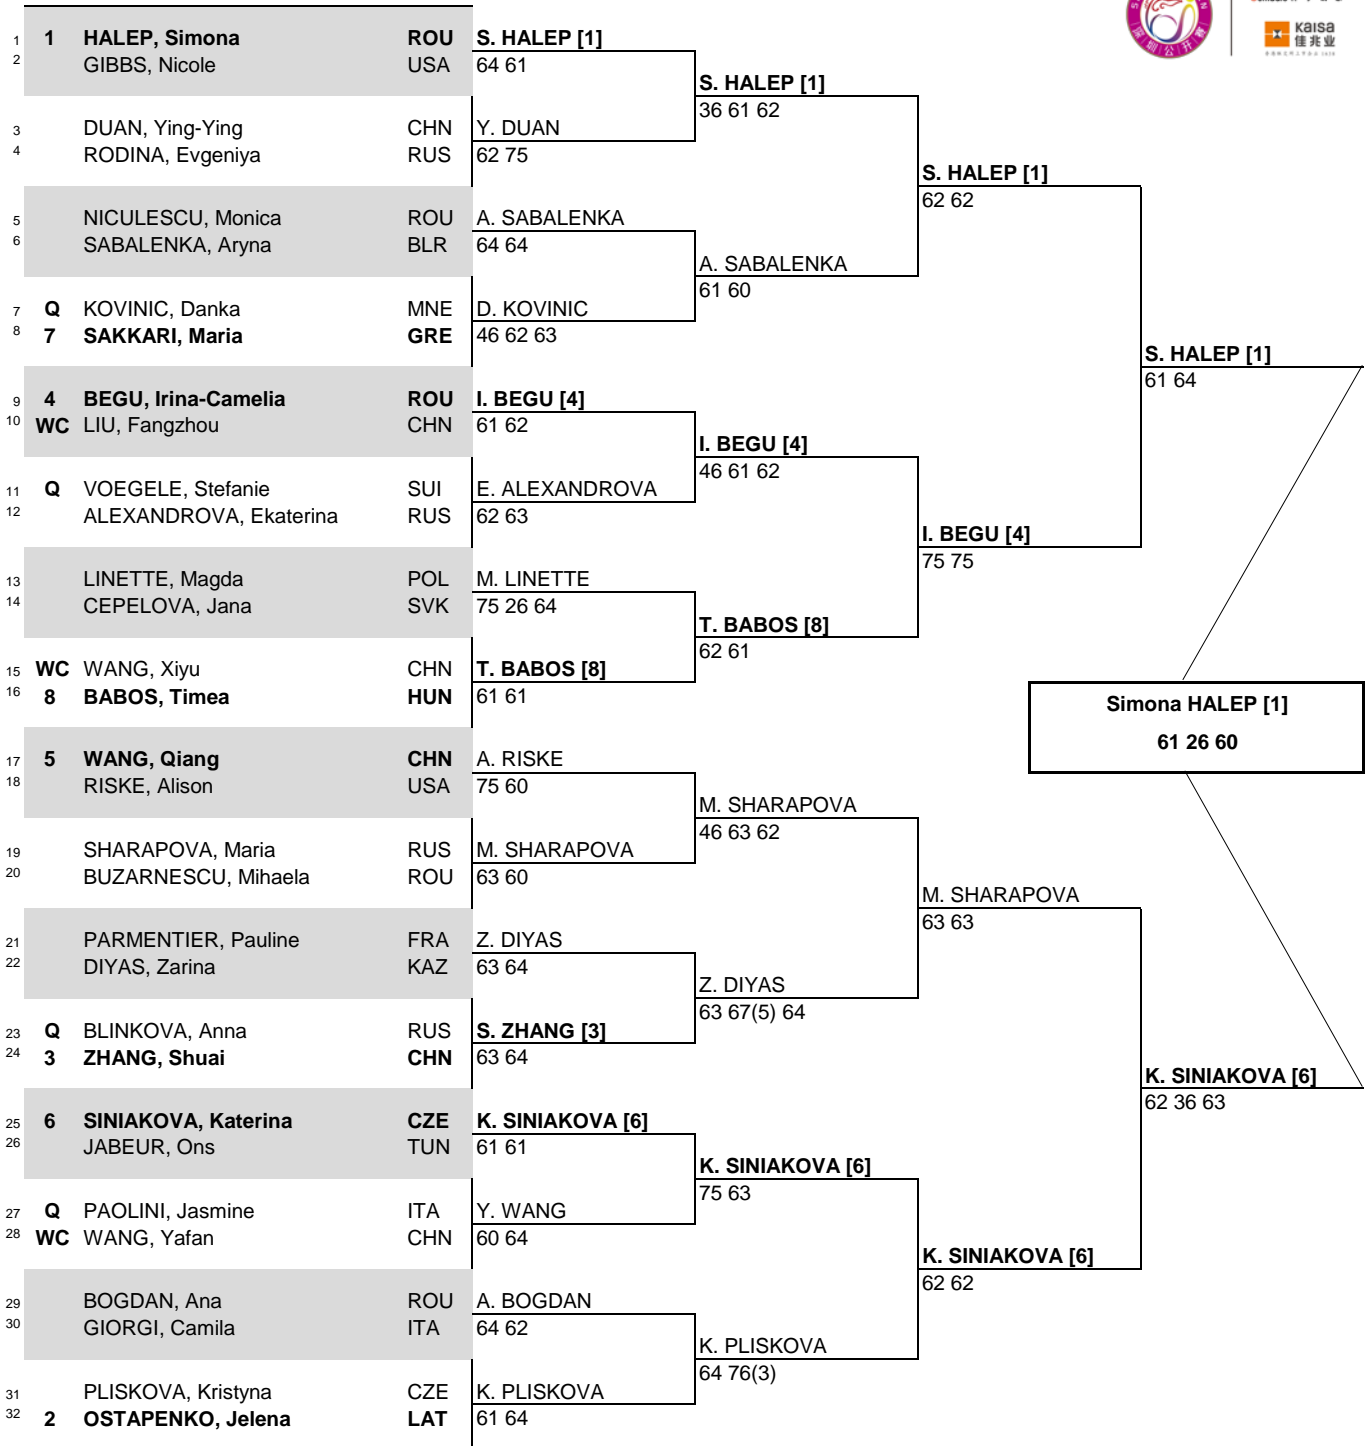 Kaisa
佳兆业
深圳公开赛
1 1 HALEP, Simona ROU
2 GIBBS, Nicole USA
3 DUAN, Ying-Ying CHN
4 RODINA, Evgeniya RUS
5 NICULESCU, Monica ROU
6 SABALENKA, Aryna BLR
7 Q KOVINIC, Danka MNE
8 7 SAKKARI, Maria GRE
9 4 BEGU, Irina-Camelia ROU
10 WC LIU, Fangzhou CHN
11 Q VOEGELE, Stefanie SUI
12 ALEXANDROVA, Ekaterina RUS
13 LINETTE, Magda POL
14 CEPELOVA, Jana SVK
15 WC WANG, Xiyu CHN
16 8 BABOS, Timea HUN
17 5 WANG, Qiang CHN
18 RISKE, Alison USA
19 SHARAPOVA, Maria RUS
20 BUZARNESCU, Mihaela ROU
21 PARMENTIER, Pauline FRA
22 DIYAS, Zarina KAZ
23 Q BLINKOVA, Anna RUS
24 3 ZHANG, Shuai CHN
25 6 SINIAKOVA, Katerina CZE
26 JABEUR, Ons TUN
27 Q PAOLINI, Jasmine ITA
28 WC WANG, Yafan CHN
29 BOGDAN, Ana ROU
30 GIORGI, Camila ITA
31 PLISKOVA, Kristyna CZE
32 2 OSTAPENKO, Jelena LAT
S. HALEP [1]
64 61
Y. DUAN
62 75
A. SABALENKA
64 64
D. KOVINIC
46 62 63
I. BEGU [4]
61 62
E. ALEXANDROVA
62 63
M. LINETTE
75 26 64
T. BABOS [8]
61 61
A. RISKE
75 60
M. SHARAPOVA
63 60
Z. DIYAS
63 64
S. ZHANG [3]
63 64
K. SINIAKOVA [6]
61 61
Y. WANG
60 64
A. BOGDAN
64 62
K. PLISKOVA
61 64
S. HALEP [1]
36 61 62
A. SABALENKA
61 60
I. BEGU [4]
46 61 62
T. BABOS [8]
62 61
M. SHARAPOVA
46 63 62
Z. DIYAS
63 67(5) 64
K. SINIAKOVA [6]
75 63
K. PLISKOVA
64 76(3)
S. HALEP [1]
62 62
I. BEGU [4]
75 75
M. SHARAPOVA
63 63
K. SINIAKOVA [6]
62 62
S. HALEP [1]
61 64
K. SINIAKOVA [6]
62 36 63
Simona HALEP [1]
61 26 60